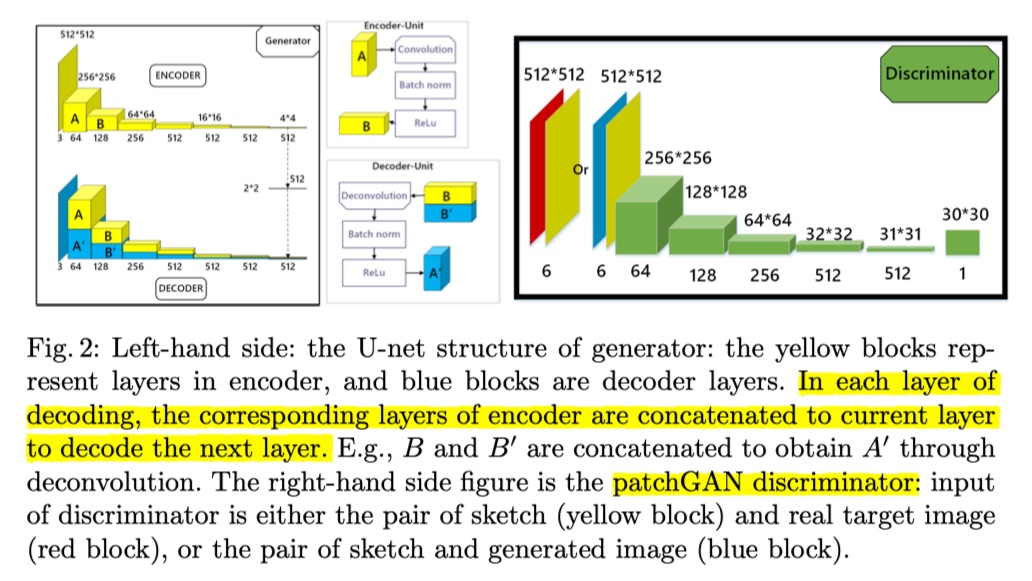 512*512
Generator
256*256
ENCODER
A
B
64*64
16*16
4*4
3 64 128 256 512 512 512 512
512
2*2
A
B
A'
B'
3 64 128 256 512 512 512 512
DECODER
Encoder-Unit
A
Convolution
Batch norm
B
ReLu
Decoder-Unit
Deconvolution
B
B'
Batch norm
ReLu
A'
Discriminator
512*512 512*512
Or
256*256
128*128
64*64
32*32
31*31
30*30
6 6 64 128 256 512 512 1
Fig. 2: Left-hand side: the U-net structure of generator: the yellow blocks rep-
resent layers in encoder, and blue blocks are decoder layers. In each layer of
decoding, the corresponding layers of encoder are concatenated to current layer
to decode the next layer. E.g., B and B′ are concatenated to obtain A′ through
deconvolution. The right-hand side figure is the patchGAN discriminator: input
of discriminator is either the pair of sketch (yellow block) and real target image
(red block), or the pair of sketch and generated image (blue block).